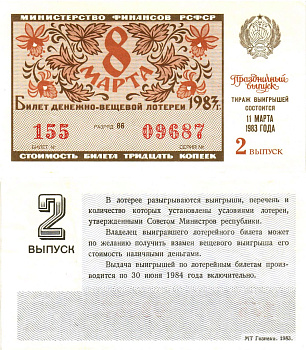 МИНИСТЕРСТВО ФИНАНСОВ РСФСР
8
МАРТА
БИЛЕТ ДЕНЕЖНО-ВЕЩЕВОЙ ЛОТЕРЕИ 1983 г.
155 РАЗРЯД 66 09687
БИЛЕТ № СЕРИЯ №
СТОИМОСТЬ БИЛЕТА ТРИДЦАТЬ КОПЕЕК
Праздничный
выпуск
ТИРАЖ ВЫИГРЫШЕЙ
СОСТОИТСЯ
11 МАРТА
1983 ГОДА
2 ВЫПУСК
2
ВЫПУСК
В лотерее разыгрываются выигрыши, перечень и
количество которых установлены условиями лотереи,
утвержденными Советом Министров республики.
Владелец выигравшего лотерейного билета может
по желанию получить взамен вещевого выигрыша его
стоимость наличными деньгами.
Выдача выигрышей по лотерейным билетам произ-
водится по 30 июня 1984 года включительно.
МТ Гознака. 1983.